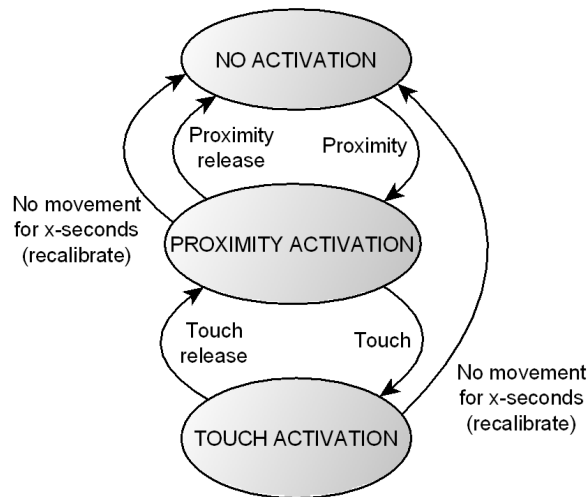 NO ACTIVATION
Proximity
release
Proximity
No movement
for x-seconds
(recalibrate)
PROXIMITY ACTIVATION
Touch
release
Touch
No movement
for x-seconds
(recalibrate)
TOUCH ACTIVATION